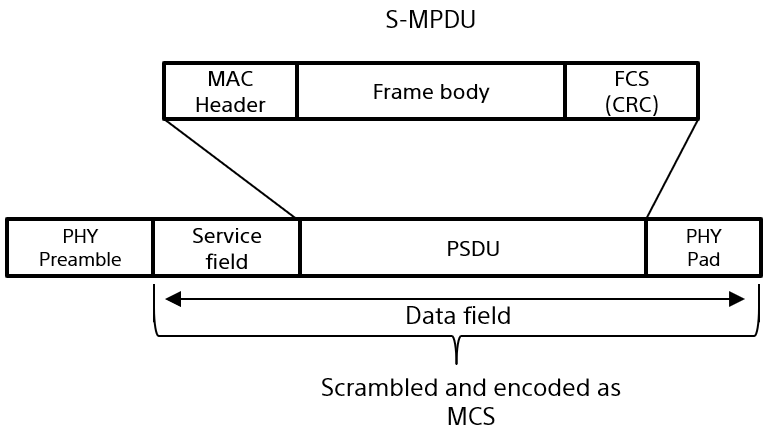 S-MPDU
MAC
Header
Frame body
FCS
(CRC)
PHY
Preamble
Service
field
PSDU
PHY
Pad
Data field
Scrambled and encoded as
MCS